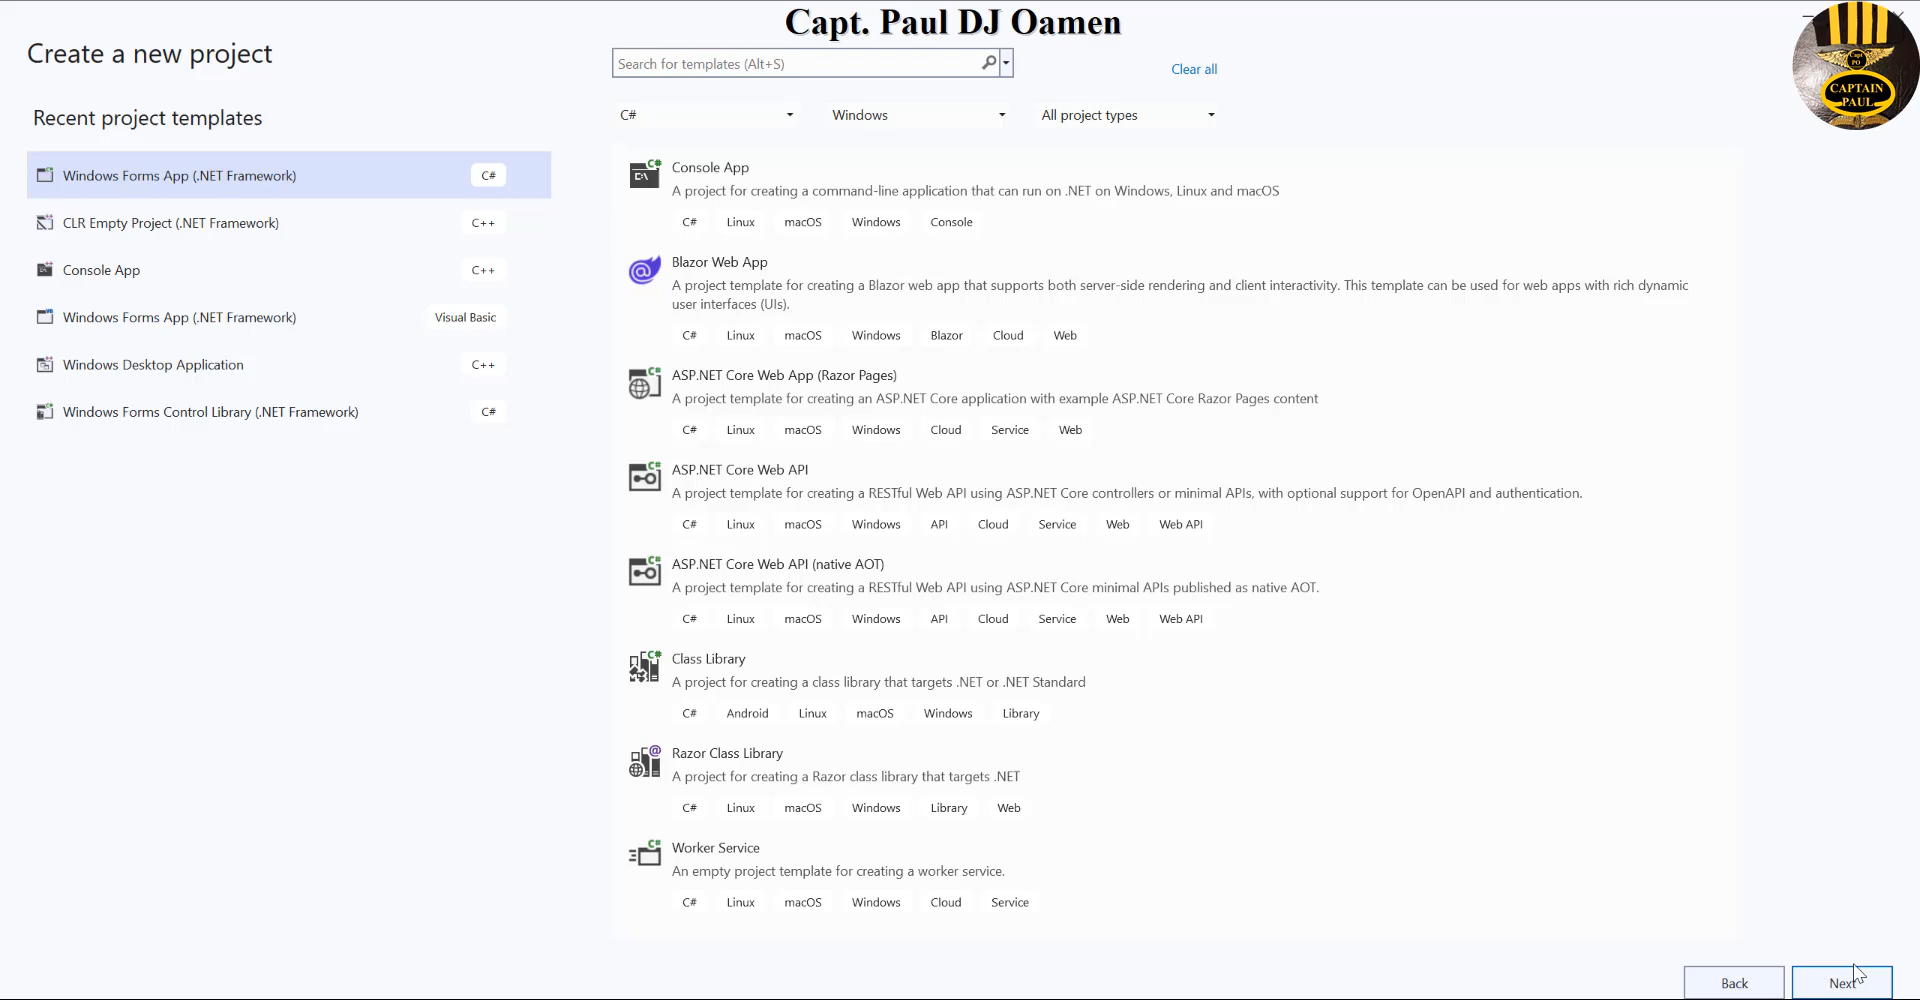 Capt. Paul DJ Oamen
Create a new project
Search for templates (Alt+S)
Clear all
Recent project templates
C#
Windows
All project types
CAPTAIN
PAUL
Windows Forms App (.NET Framework) C#
CLR Empty Project (.NET Framework) C++
Console App C++
Windows Forms App (.NET Framework) Visual Basic
Windows Desktop Application C++
Windows Forms Control Library (.NET Framework) C#
Console App
A project for creating a command-line application that can run on .NET on Windows, Linux and macOS
C# Linux macOS Windows Console
Blazor Web App
A project template for creating a Blazor web app that supports both server-side rendering and client interactivity. This template can be used for web apps with rich dynamic
user interfaces (UIs).
C# Linux macOS Windows Blazor Cloud Web
ASP.NET Core Web App (Razor Pages)
A project template for creating an ASP.NET Core application with example ASP.NET Core Razor Pages content
C# Linux macOS Windows Cloud Service Web
ASP.NET Core Web API
A project template for creating a RESTful Web API using ASP.NET Core controllers or minimal APIs, with optional support for OpenAPI and authentication.
C# Linux macOS Windows API Cloud Service Web Web API
ASP.NET Core Web API (native AOT)
A project template for creating a RESTful Web API using ASP.NET Core minimal APIs published as native AOT.
C# Linux macOS Windows API Cloud Service Web Web API
Class Library
A project for creating a class library that targets .NET or .NET Standard
C# Android Linux macOS Windows Library
Razor Class Library
A project for creating a Razor class library that targets .NET
C# Linux macOS Windows Library Web
Worker Service
An empty project template for creating a worker service.
C# Linux macOS Windows Cloud Service
Back
Next